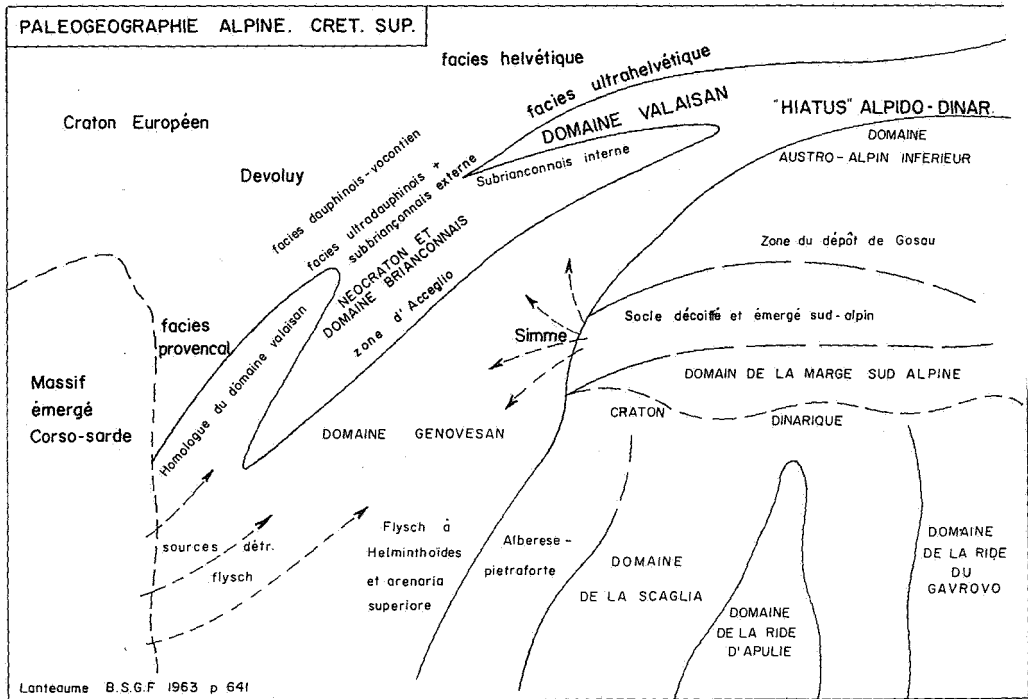 PALEOGEOGRAPHIE ALPINE. CRET. SUP.
facies helvétique
facies ultrahelvétique
DOMAINE VALAISAN
"HIATUS" ALPIDO-DINAR.
Craton Européen
DOMAINE
AUSTRO-ALPIN INFERIEUR
Subrianconnais interne
Devoluy
facies dauphinois-vocontien
facies ultradauphinois +
subbriançonnais externe
NEOCRATON ET
DOMAINE BRIANCONNAIS
zone d'Acceglio
Zone du dépôt de Gosau
Socle décoiffé et émergé sud-alpin
Simme
facies
provencal
Homologue du domaine valaisan
DOMAIN DE LA MARGE SUD ALPINE
Massif
émergé
Corso-sarde
CRATON
DINARIQUE
DOMAINE GENOVESAN
sources détr.
flysch
Flysch à
Helminthoïdes
et arenaria
superiore
Alberese-
pietraforte
DOMAINE
DE LA SCAGLIA
DOMAINE
DE LA RIDE
D'APULIE
DOMAINE
DE LA RIDE
DU
GAVROVO
Lanteaume B.S.G.F 1963 p 641